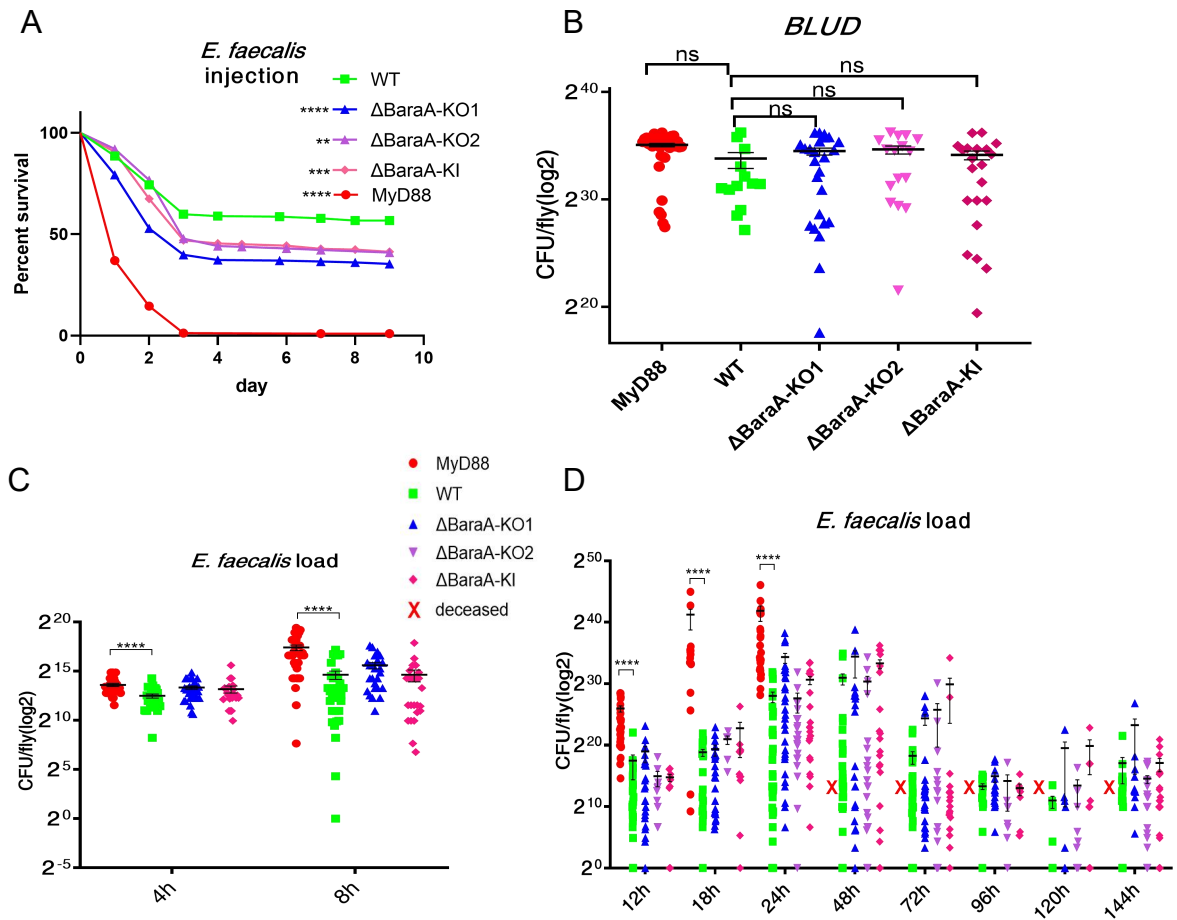 A
E. faecalis
injection
WT
**** ΔBaraA-KO1
** ΔBaraA-KO2
*** ΔBaraA-KI
**** MyD88
Percent survival
100
50
0
0 2 4 6 8 10
day
B
BLUD
ns
ns
ns
ns
CFU/fly(log2)
2^40
2^30
2^20
MyD88
WT
ΔBaraA-KO1
ΔBaraA-KO2
ΔBaraA-KI
C
MyD88
WT
ΔBaraA-KO1
ΔBaraA-KO2
ΔBaraA-KI
X deceased
E. faecalis load
CFU/fly(log2)
2^20
2^15
2^10
2^5
2^0
2^-5
****
****
4h 8h
D
E. faecalis load
CFU/fly(log2)
2^50
2^40
2^30
2^20
2^10
2^0
****
****
****
X X X X X
12h 18h 24h 48h 72h 96h 120h 144h